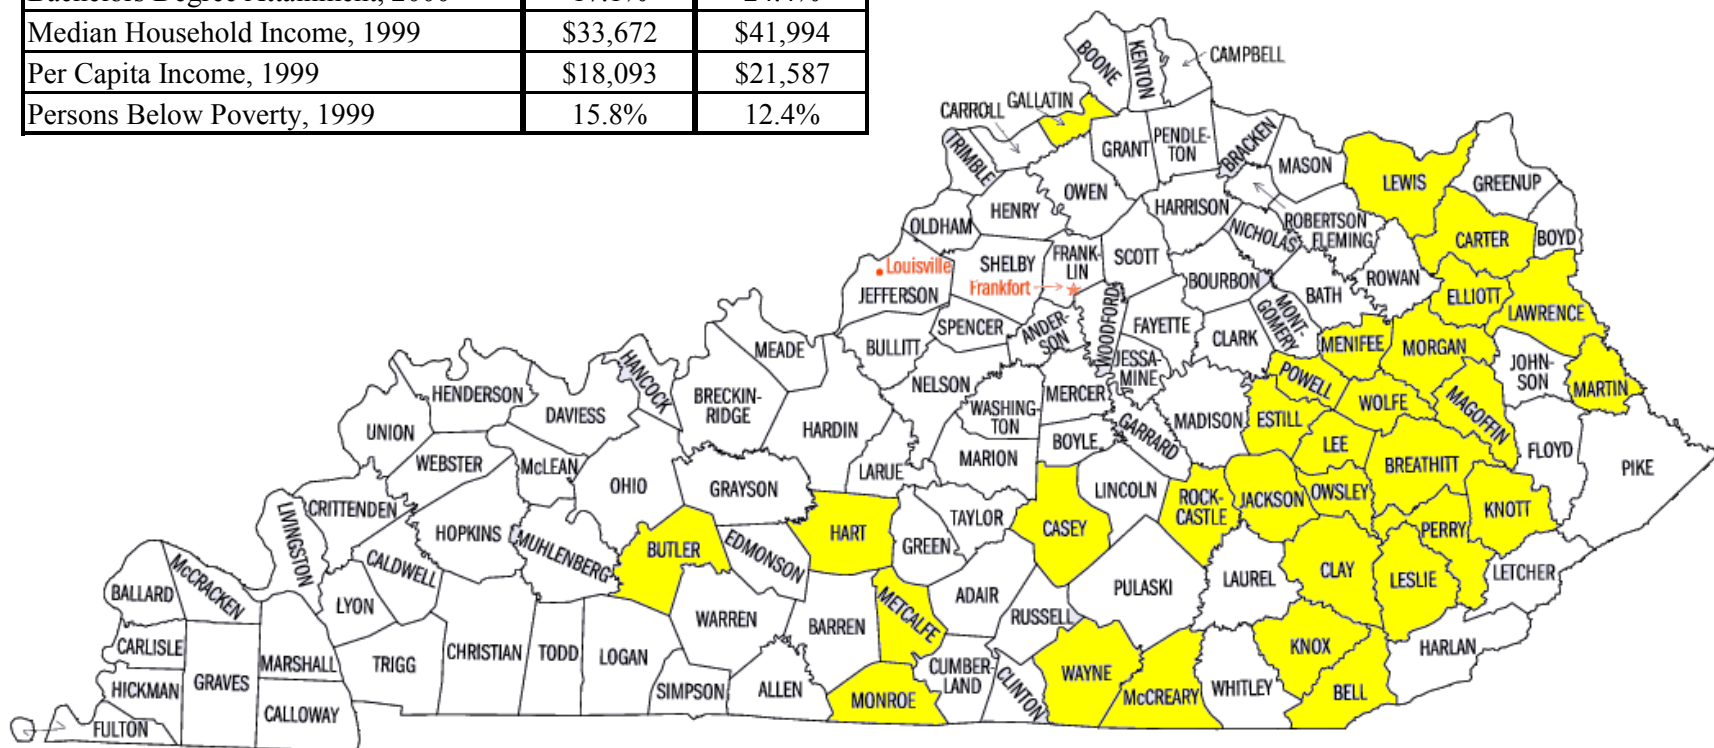 Bachelors Degree Attainment, 2000 17.1% 24.4%
Median Household Income, 1999 $33,672 $41,994
Per Capita Income, 1999 $18,093 $21,587
Persons Below Poverty, 1999 15.8% 12.4%
BOONE
KENTON
CAMPBELL
CARROLL
GALLATIN
TRIMBLE
GRANT
PENDLE-
TON
BRACKEN
MASON
LEWIS
GREENUP
OWEN
HENRY
HARRISON
ROBERTSON
OLDHAM
NICHOLAS
FLEMING
CARTER
BOYD
SHELBY
FRANK-
LIN
SCOTT
Louisville
Frankfort
JEFFERSON
BOURBON
BATH
ROWAN
ELLIOTT
LAWRENCE
SPENCER
ANDER-
SON
WOODFORD
FAYETTE
CLARK
MONT-
GOMERY
MENIFEE
MORGAN
JOHN-
SON
MARTIN
MEADE
BULLITT
JESSA-
MINE
POWELL
HANCOCK
HENDERSON
DAVIESS
BRECKIN-
RIDGE
NELSON
WASHING-
TON
MERCER
GARRARD
MADISON
ESTILL
WOLFE
MAGOFFIN
UNION
HARDIN
BOYLE
LEE
FLOYD
PIKE
WEBSTER
McLEAN
LARUE
MARION
BREATHITT
OHIO
GRAYSON
LINCOLN
ROCK-
CASTLE
JACKSON
OWSLEY
KNOTT
CRITTENDEN
LIVINGSTON
HOPKINS
MUHLENBERG
BUTLER
EDMONSON
HART
GREEN
TAYLOR
CASEY
PERRY
CALDWELL
McCRACKEN
BALLARD
LYON
WARREN
BARREN
METCALFE
ADAIR
RUSSELL
PULASKI
LAUREL
CLAY
LESLIE
LETCHER
CARLISLE
MARSHALL
TRIGG
CHRISTIAN
TODD
LOGAN
KNOX
HARLAN
HICKMAN
GRAVES
SIMPSON
ALLEN
MONROE
CUMBER-
LAND
CLINTON
WAYNE
McCREARY
WHITLEY
BELL
FULTON
CALLOWAY